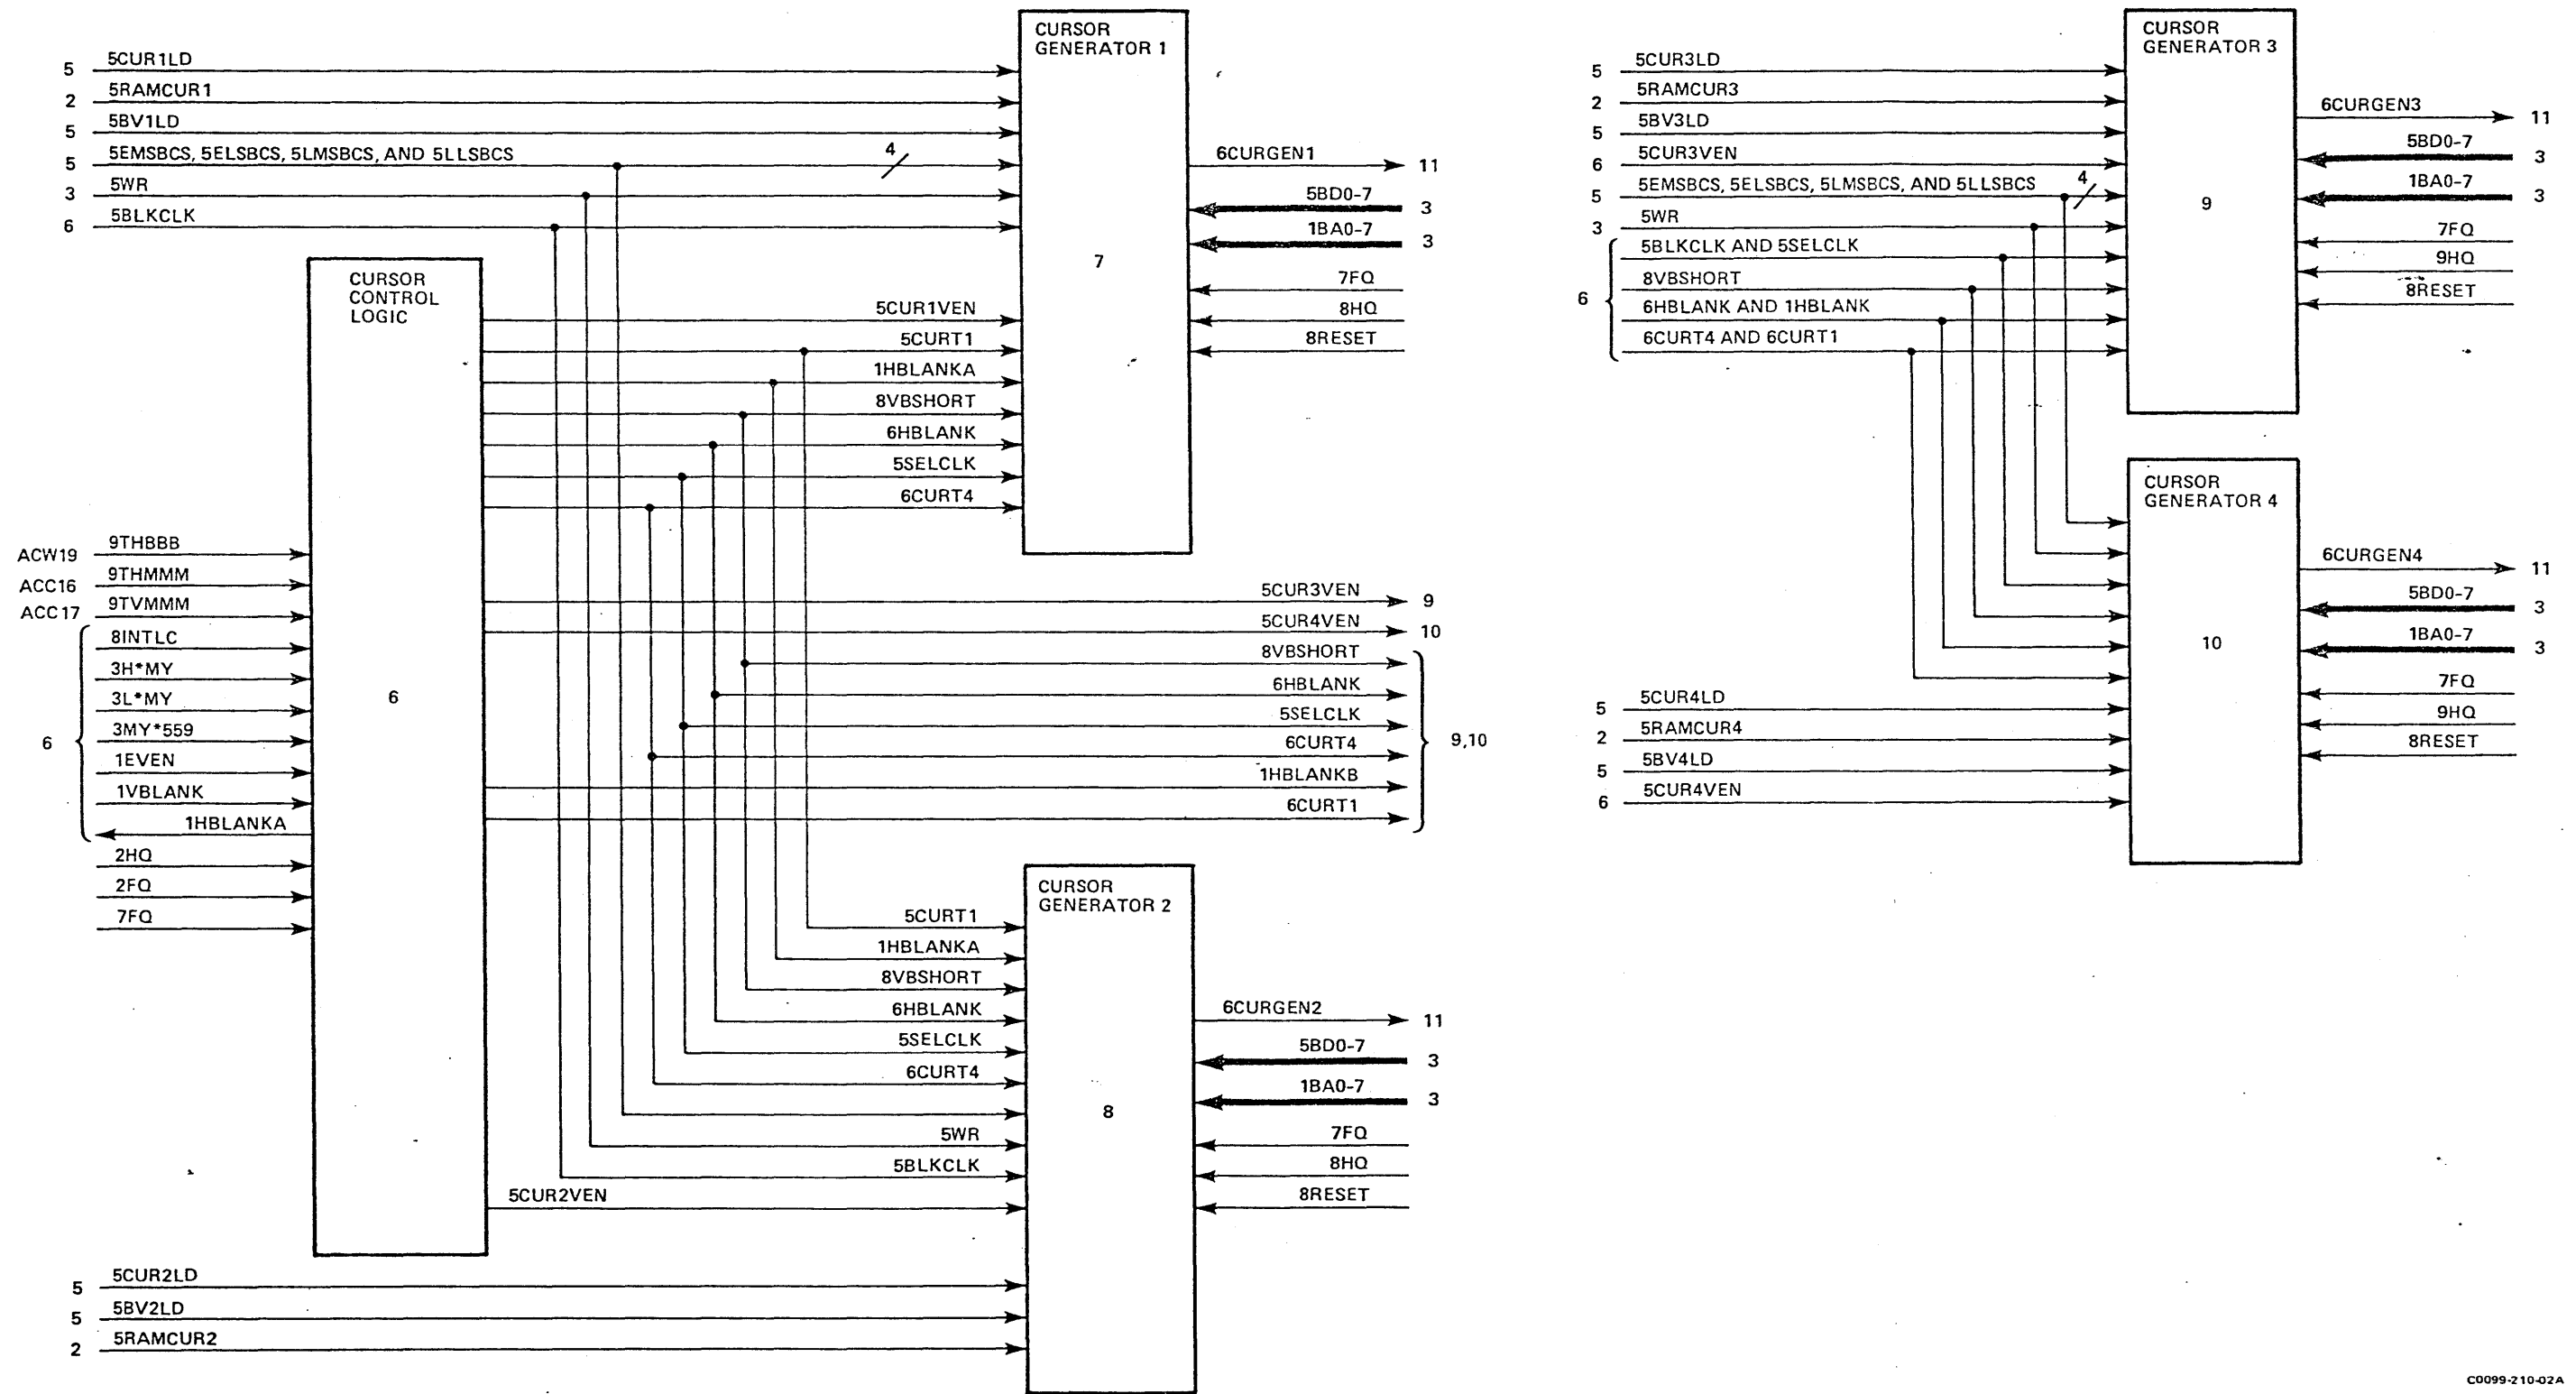 CURSOR
GENERATOR 1
7
5 5CUR1LD
2 5RAMCUR1
5 5BV1LD
5 5EMSBCS, 5ELSBCS, 5LMSBCS, AND 5LLSBCS 4
3 5WR
6 5BLKCLK
6CURGEN1 11
5BD0-7 3
1BA0-7 3
7FQ
8HQ
8RESET
CURSOR
CONTROL
LOGIC
6
5CUR1VEN
5CURT1
1HBLANKA
8VBSHORT
6HBLANK
5SELCLK
6CURT4
ACW19 9THBBB
ACC16 9THMMM
ACC17 9TVMMM
8INTLC
3H*MY
3L*MY
6 3MY*559
1EVEN
1VBLANK
1HBLANKA
2HQ
2FQ
7FQ
5CUR3VEN 9
5CUR4VEN 10
8VBSHORT
6HBLANK
5SELCLK
6CURT4 9,10
1HBLANKB
6CURT1
CURSOR
GENERATOR 2
8
5CURT1
1HBLANKA
8VBSHORT
6HBLANK
5SELCLK
6CURT4
5WR
5BLKCLK
5CUR2VEN
6CURGEN2 11
5BD0-7 3
1BA0-7 3
7FQ
8HQ
8RESET
5 5CUR2LD
5 5BV2LD
2 5RAMCUR2
CURSOR
GENERATOR 3
9
5 5CUR3LD
2 5RAMCUR3
5 5BV3LD
6 5CUR3VEN
5 5EMSBCS, 5ELSBCS, 5LMSBCS, AND 5LLSBCS 4
3 5WR
5BLKCLK AND 5SELCLK
8VBSHORT
6 6HBLANK AND 1HBLANK
6CURT4 AND 6CURT1
6CURGEN3 11
5BD0-7 3
1BA0-7 3
7FQ
9HQ
8RESET
CURSOR
GENERATOR 4
10
6CURGEN4 11
5BD0-7 3
1BA0-7 3
7FQ
9HQ
8RESET
5 5CUR4LD
2 5RAMCUR4
5 5BV4LD
6 5CUR4VEN
C0099-210-02A